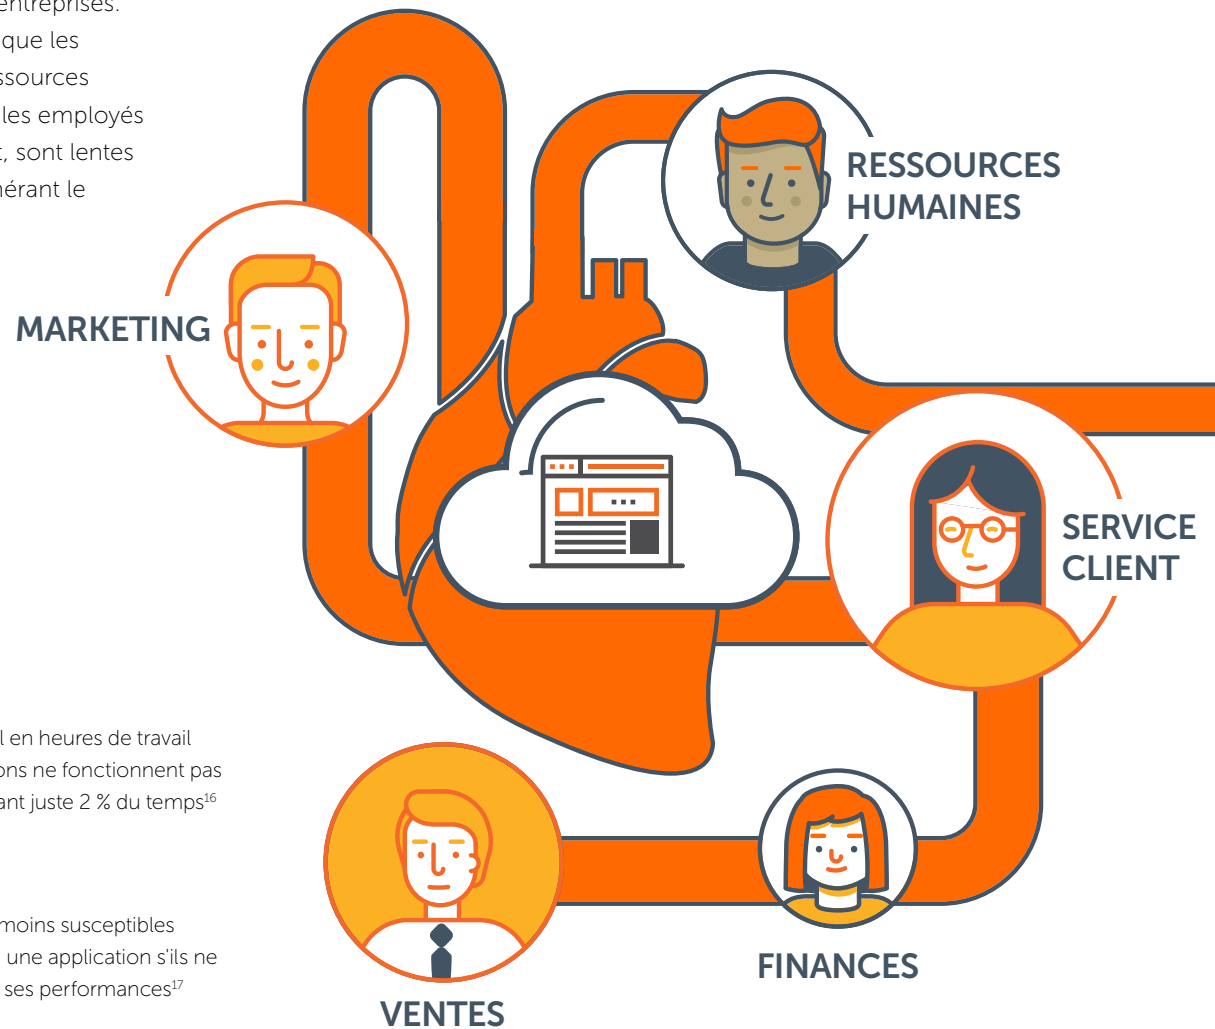 entreprises.
que les
ssources
les employés
, sont lentes
nérant le
RESSOURCES
HUMAINES
MARKETING
SERVICE
CLIENT
l en heures de travail
ons ne fonctionnent pas
ant juste 2 % du temps16
moins susceptibles
une application s'ils ne
ses performances17
FINANCES
VENTES